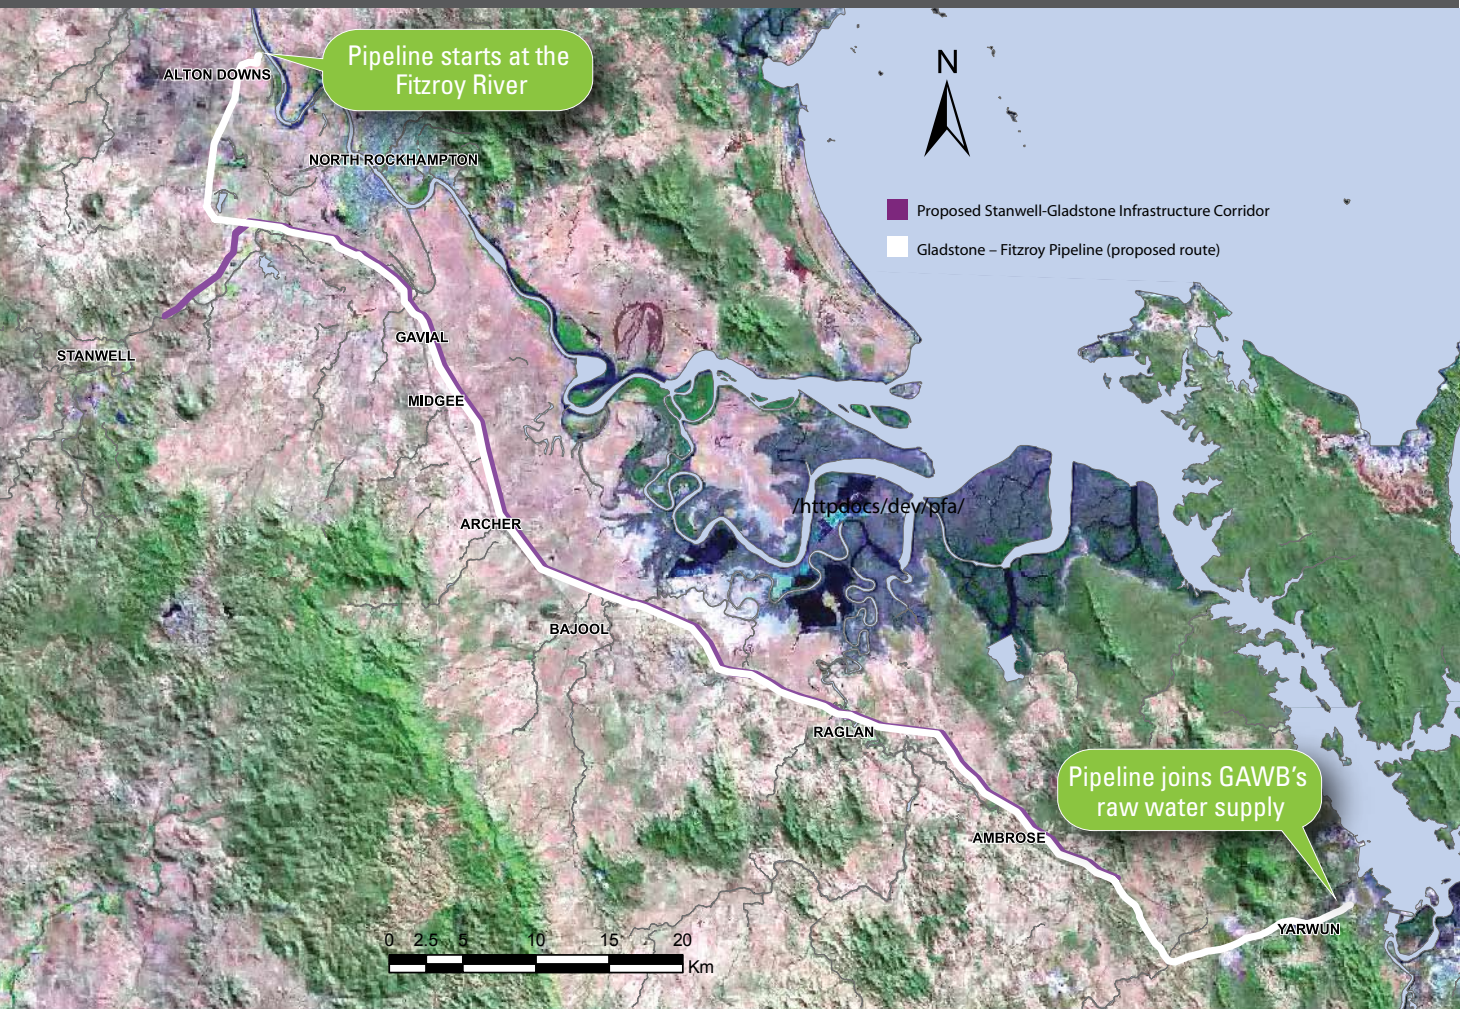 Pipeline starts at the
Fitzroy River
ALTON DOWNS
N
NORTH ROCKHAMPTON
Proposed Stanwell-Gladstone Infrastructure Corridor
Gladstone – Fitzroy Pipeline (proposed route)
GAVIAL
STANWELL
MIDGEE
/httpdocs/dev/pfa/
ARCHER
BAJOOL
RAGLAN
Pipeline joins GAWB's
raw water supply
AMBROSE
YARWUN
0 2.5 5 10 15 20
Km